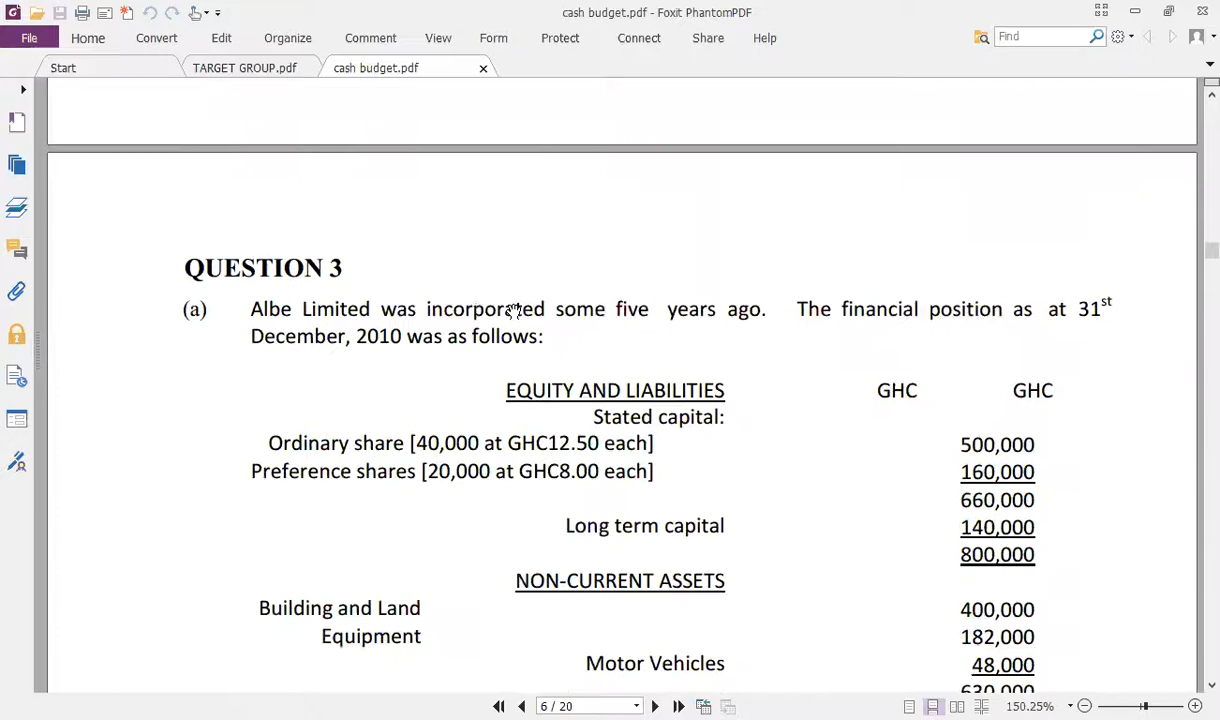 cash budget.pdf - Foxit PhantomPDF
File Home Convert Edit Organize Comment View Form Protect Connect Share Help Find
Start TARGET GROUP.pdf cash budget.pdf
QUESTION 3
(a) Albe Limited was incorporated some five years ago. The financial position as at 31st
December, 2010 was as follows:
EQUITY AND LIABILITIES GHC GHC
Stated capital:
Ordinary share [40,000 at GHC12.50 each] 500,000
Preference shares [20,000 at GHC8.00 each] 160,000
660,000
Long term capital 140,000
800,000
NON-CURRENT ASSETS
Building and Land 400,000
Equipment 182,000
Motor Vehicles 48,000
630,000
6 / 20 150.25%